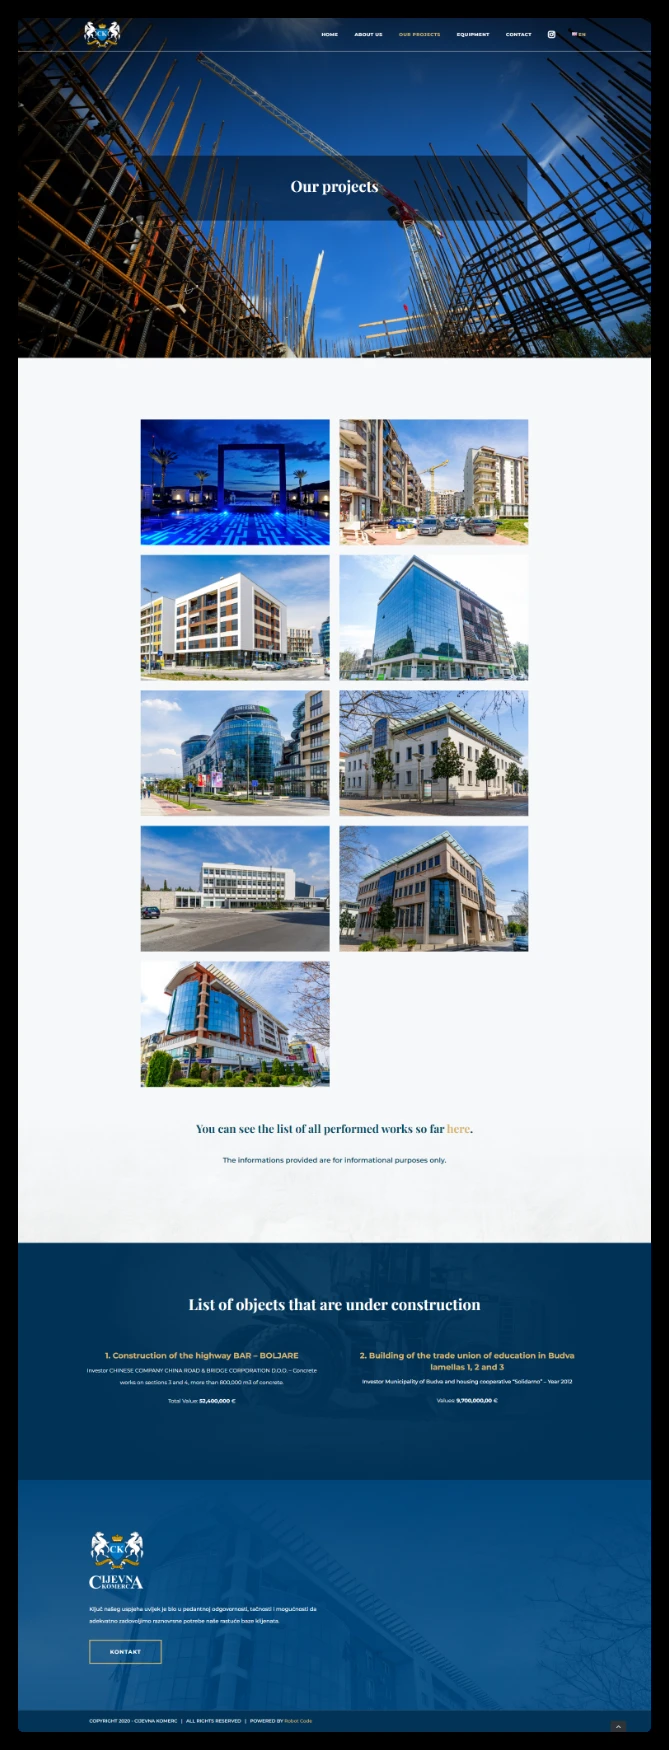 CK
HOME ABOUT US OUR PROJECTS EQUIPMENT CONTACT EN
Our projects
You can see the list of all performed works so far here.
The informations provided are for informational purposes only.
List of objects that are under construction
1. Construction of the highway BAR – BOLJARE
Investor CHINESE COMPANY CHINA ROAD & BRIDGE CORPORATION D.O.O. – Concrete
works on sections 3 and 4, more than 800,000 m3 of concrete.
Total Value 52,400,000 €
2. Building of the trade union of education in Budva
lamellas 1, 2 and 3
Investor Municipality of Budva and housing cooperative “Solidarno” – Year 2012
Values 9,700,000,00 €
CK
CIJEVNA
KOMERC
Ključ našeg uspjeha uvijek je bio u pedantnoj odgovornosti, tačnosti i mogućnosti da
adekvatno zadovoljimo raznovrsne potrebe naše rastuće baze klijenata.
KONTAKT
COPYRIGHT 2020 - CIJEVNA KOMERC | ALL RIGHTS RESERVED | POWERED BY Robot Code